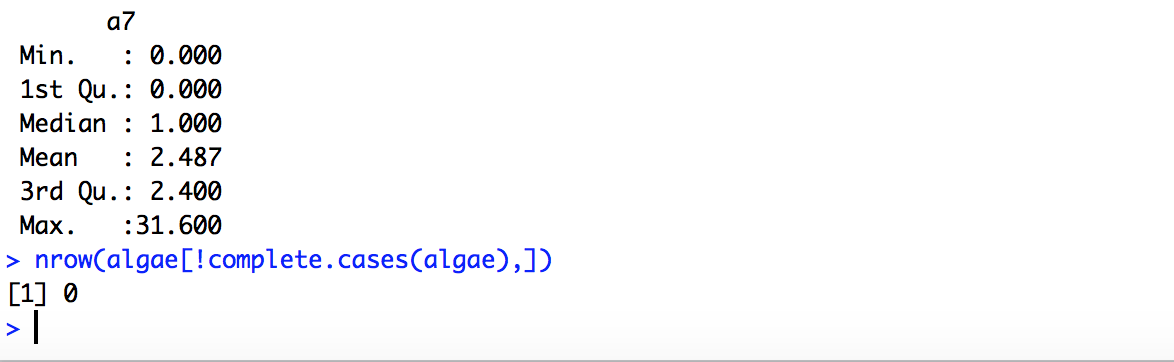 a7
Min.   : 0.000
1st Qu.: 0.000
Median : 1.000
Mean   : 2.487
3rd Qu.: 2.400
Max.   :31.600
> nrow(algae[!complete.cases(algae),])
[1] 0
>